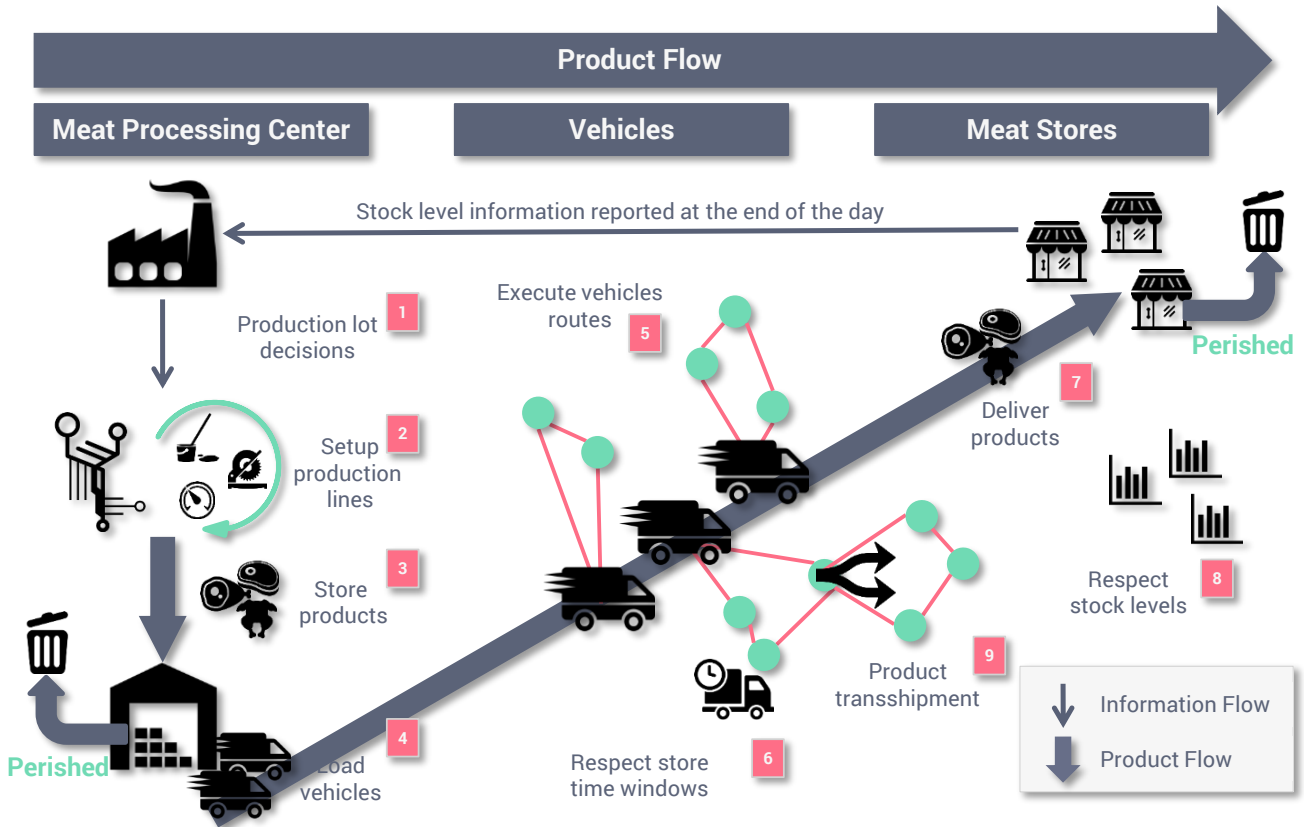 Product Flow
Meat Processing Center
Vehicles
Meat Stores
Stock level information reported at the end of the day
Production lot
decisions
1
Execute vehicles
routes
5
Perished
7
Deliver
products
2
Setup
production
lines
3
Store
products
8
Respect
stock levels
9
Product
transshipment
4
Load
vehicles
Perished
Respect store
time windows
6
Information Flow
Product Flow